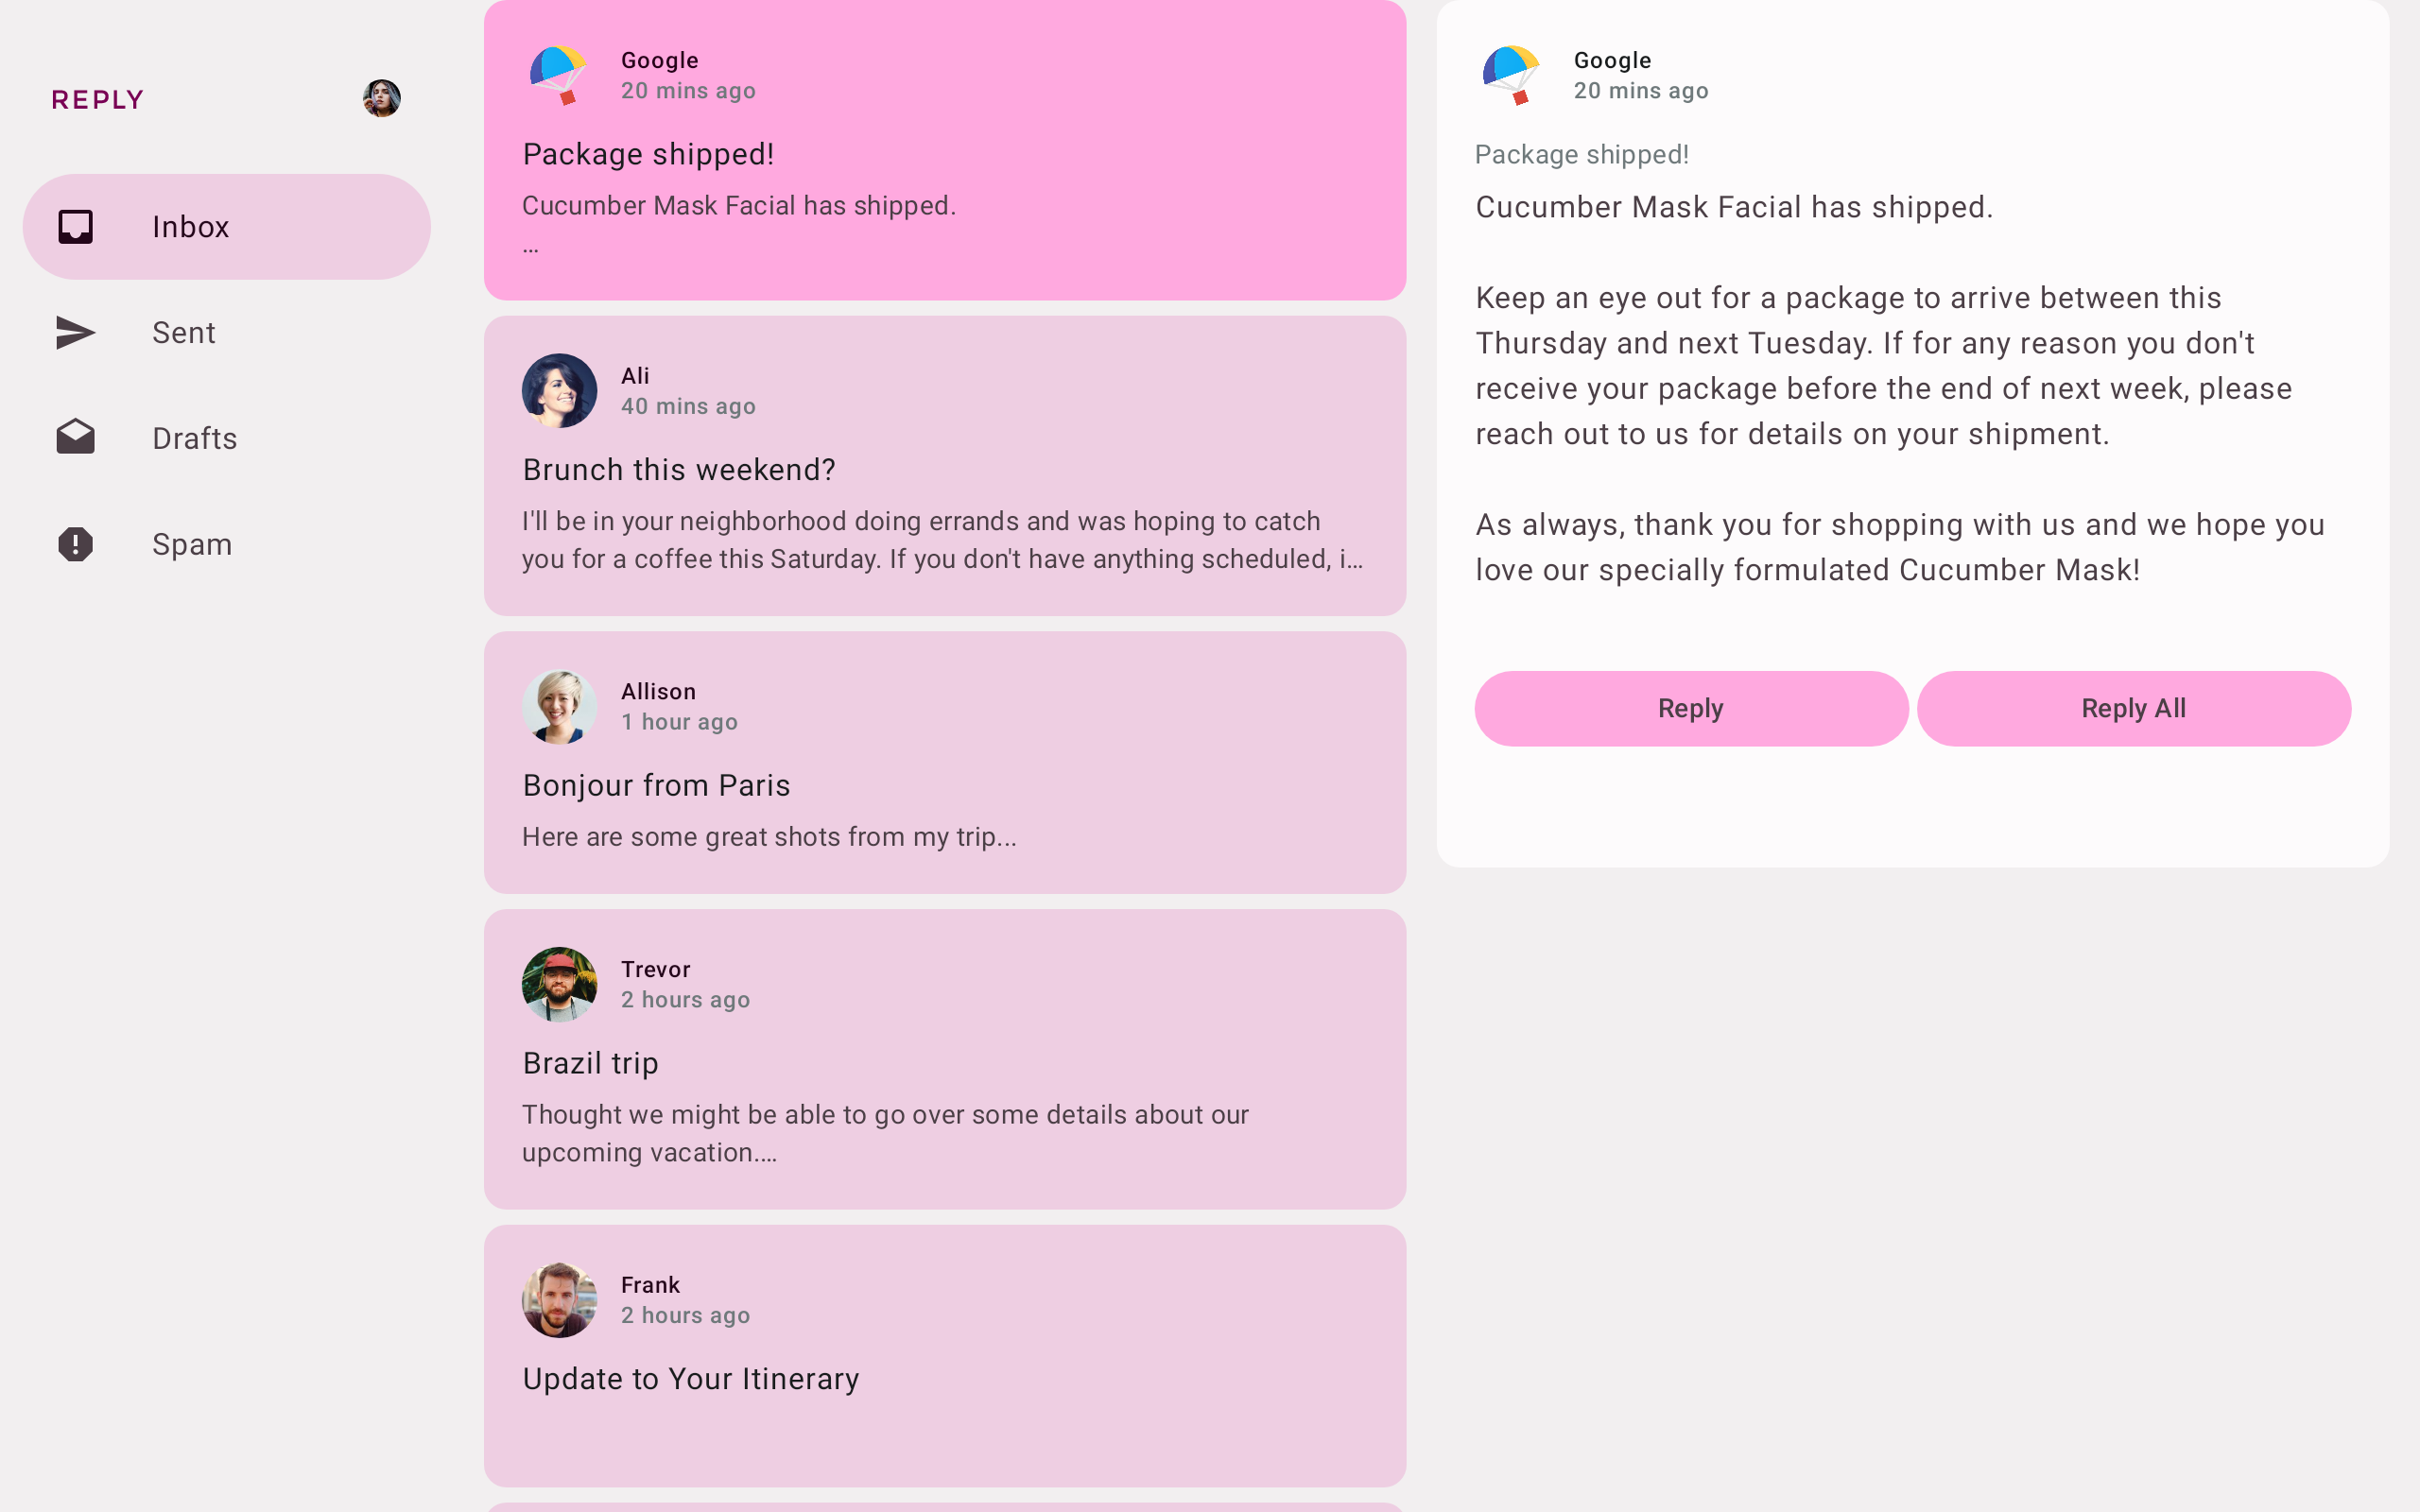 REPLY
Inbox
Sent
Drafts
Spam
Google
20 mins ago
Package shipped!
Cucumber Mask Facial has shipped.
…
Ali
40 mins ago
Brunch this weekend?
I'll be in your neighborhood doing errands and was hoping to catch
you for a coffee this Saturday. If you don't have anything scheduled, i…
Allison
1 hour ago
Bonjour from Paris
Here are some great shots from my trip...
Trevor
2 hours ago
Brazil trip
Thought we might be able to go over some details about our
upcoming vacation.…
Frank
2 hours ago
Update to Your Itinerary
Google
20 mins ago
Package shipped!
Cucumber Mask Facial has shipped.
Keep an eye out for a package to arrive between this
Thursday and next Tuesday. If for any reason you don't
receive your package before the end of next week, please
reach out to us for details on your shipment.
As always, thank you for shopping with us and we hope you
love our specially formulated Cucumber Mask!
Reply
Reply All